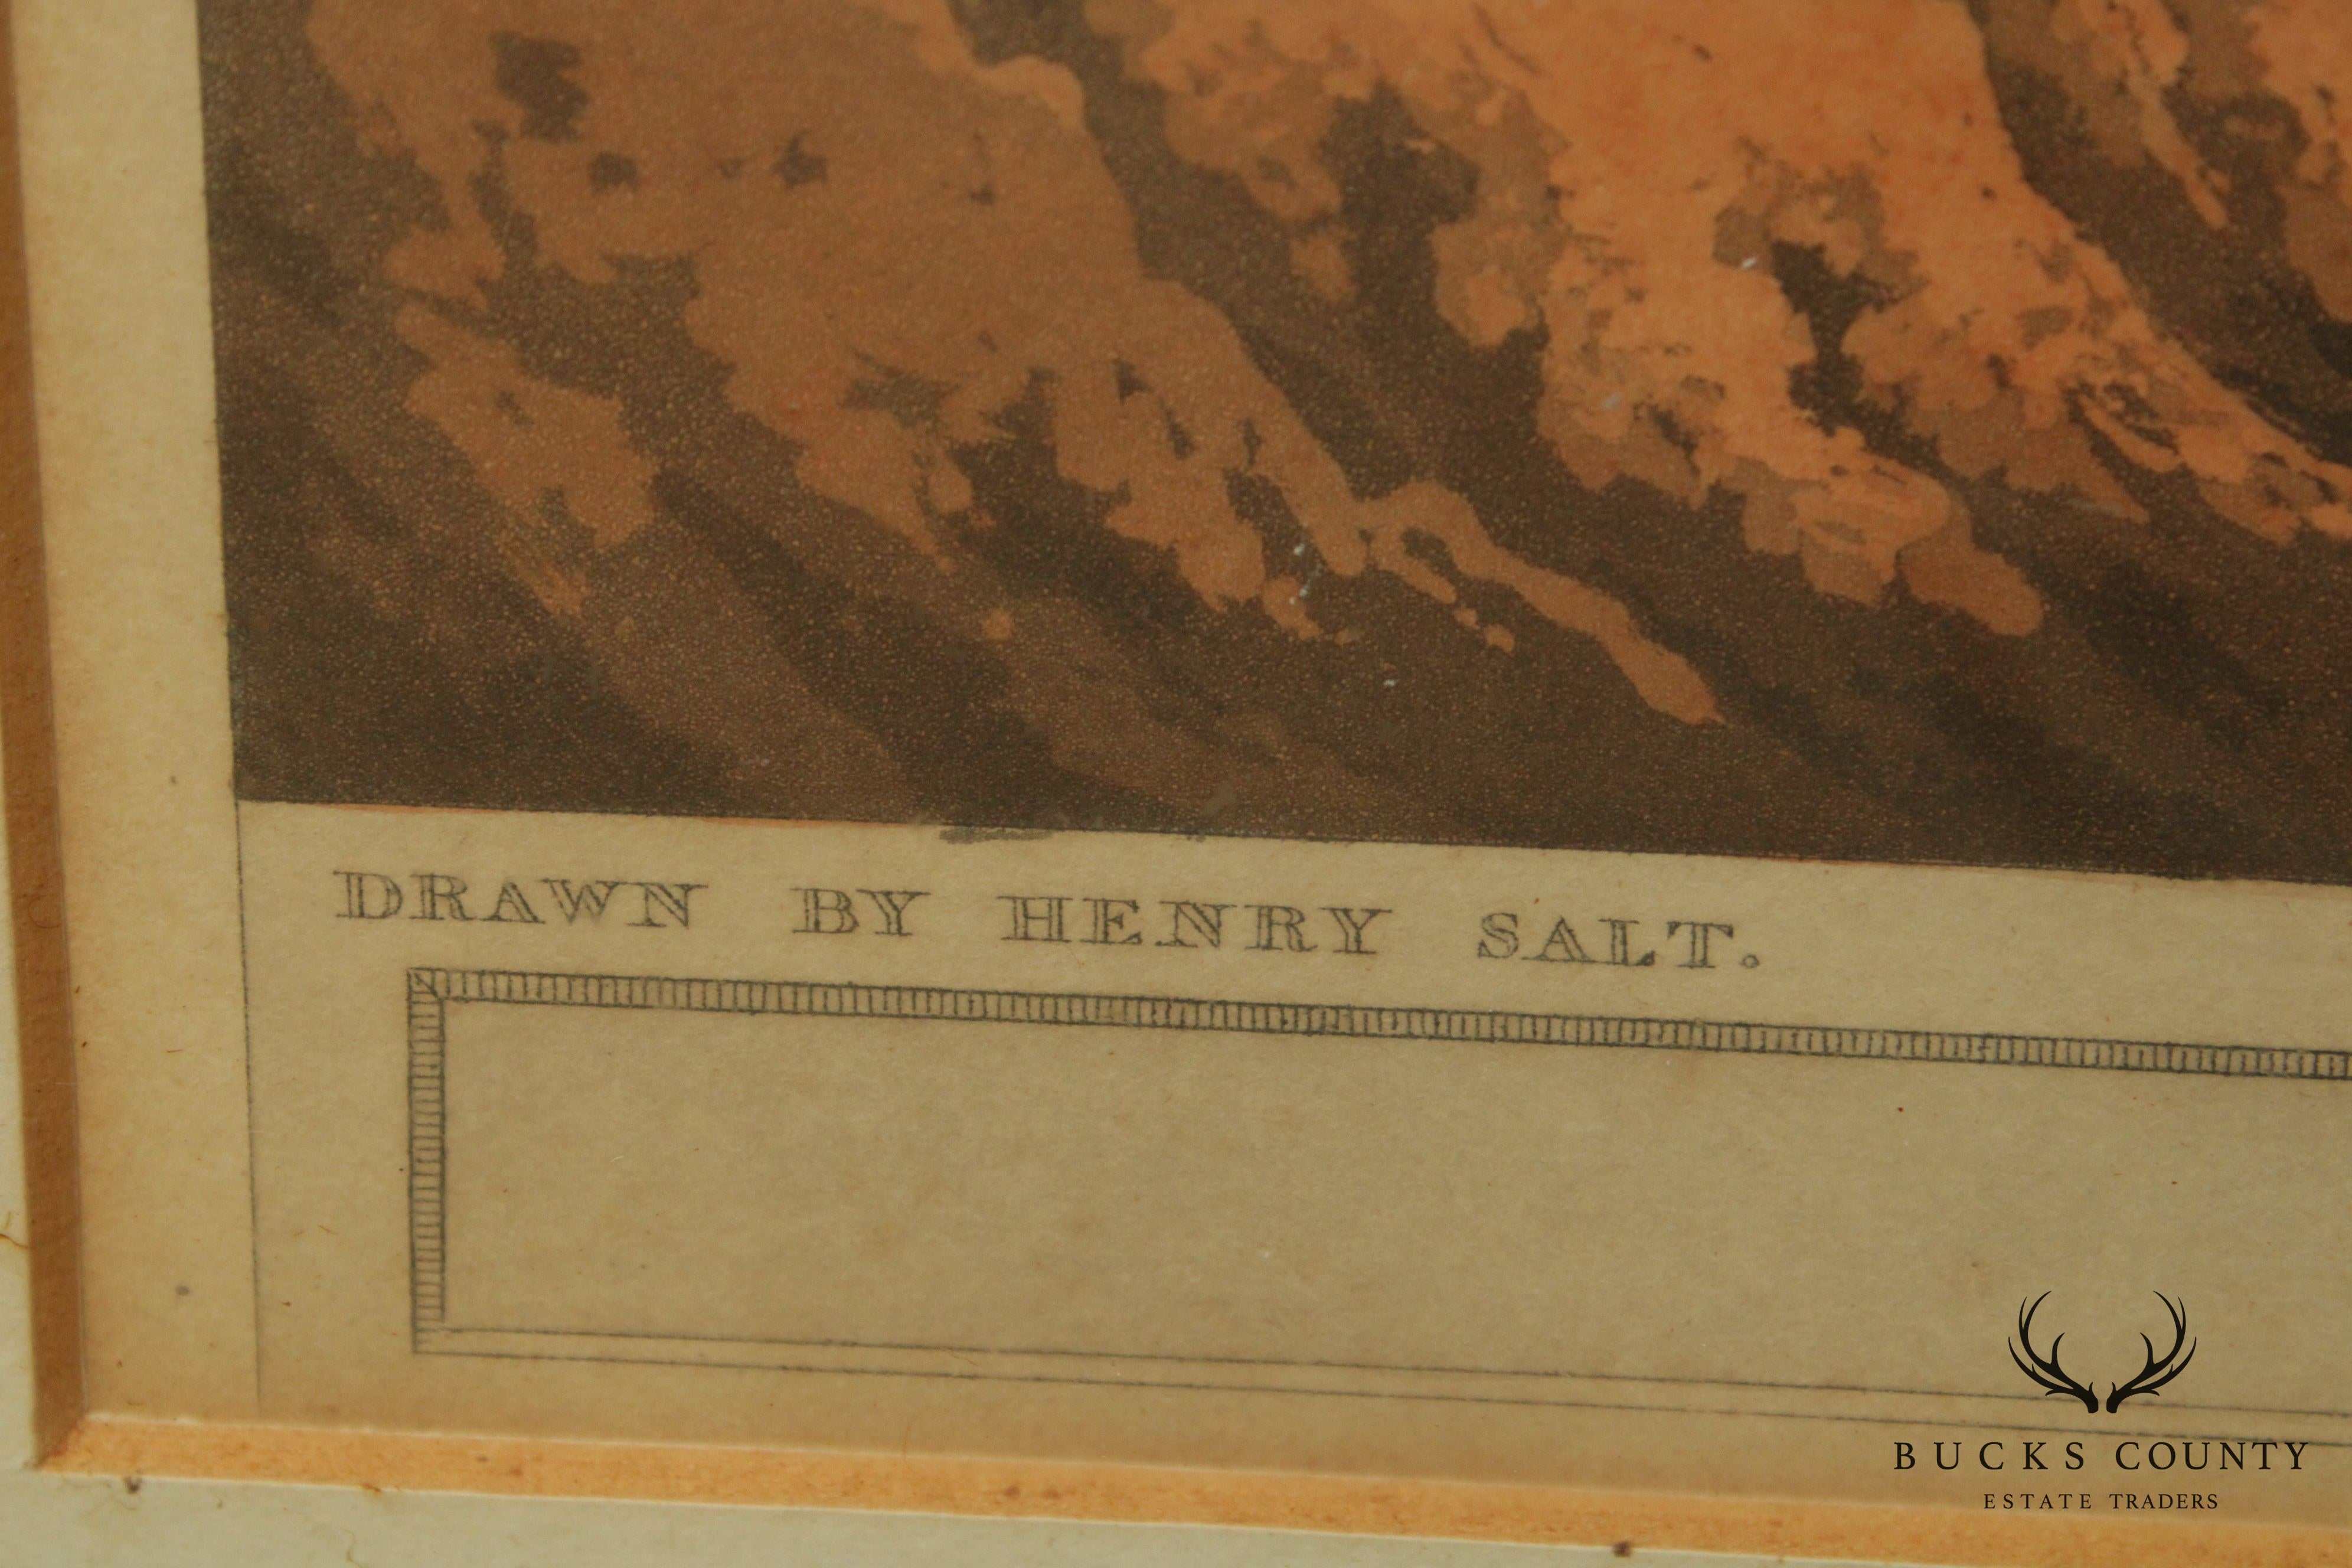 DRAWN BY HENRY SALT.
BUCKS COUNTY
ESTATE TRADERS